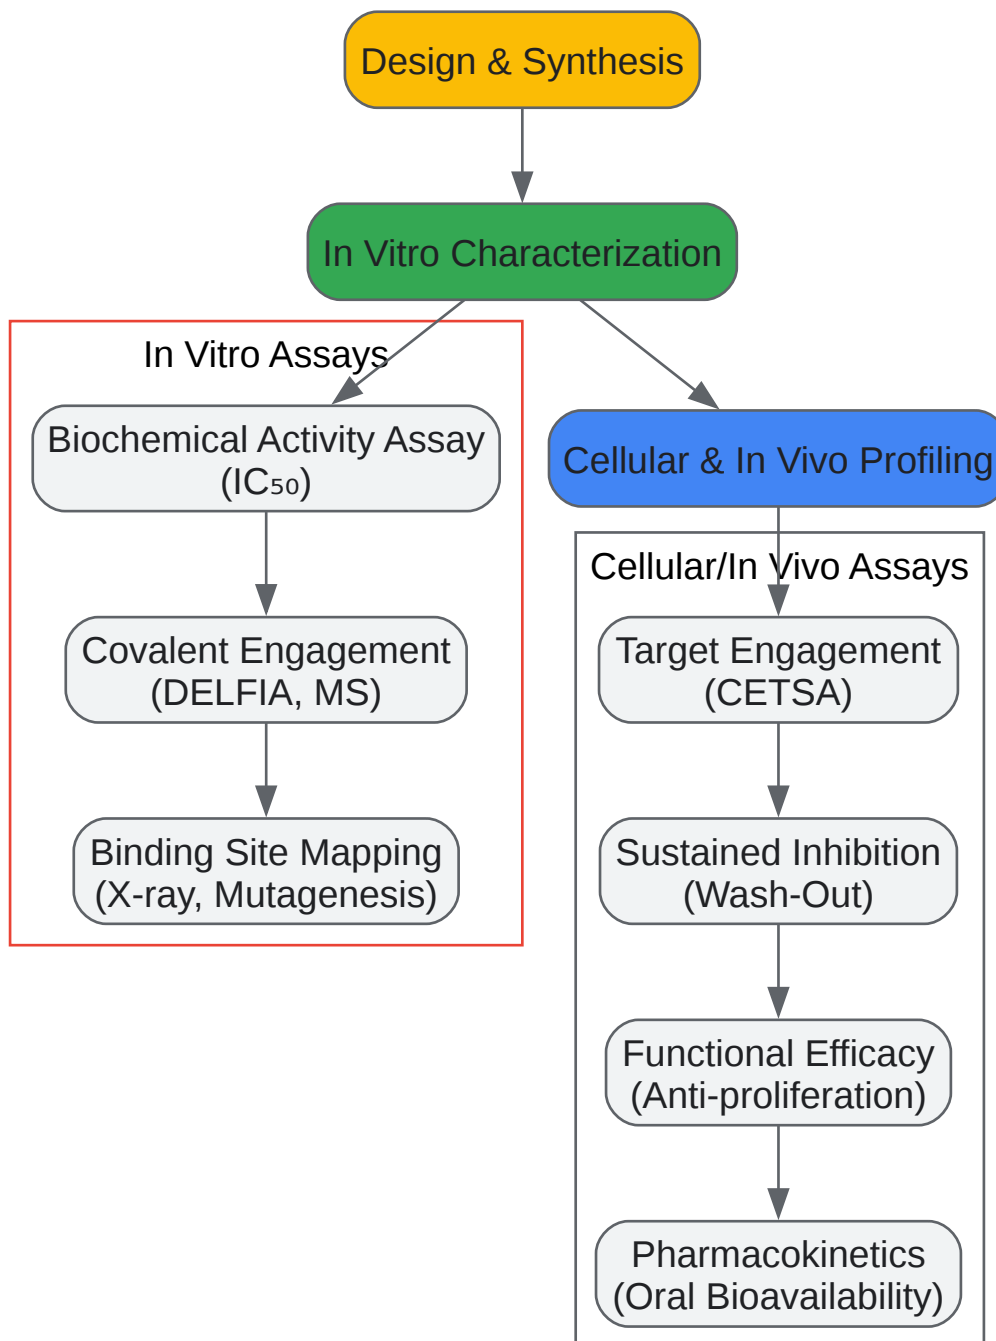 Design & Synthesis
In Vitro Characterization
In Vitro Assays
Biochemical Activity Assay
(IC₅₀)
Covalent Engagement
(DELFIA, MS)
Binding Site Mapping
(X-ray, Mutagenesis)
Cellular & In Vivo Profiling
Cellular/In Vivo Assays
Target Engagement
(CETSA)
Sustained Inhibition
(Wash-Out)
Functional Efficacy
(Anti-proliferation)
Pharmacokinetics
(Oral Bioavailability)